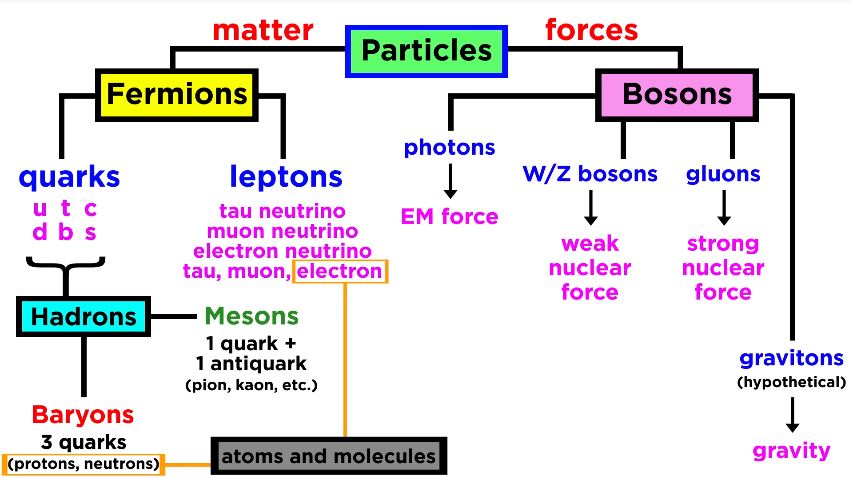 matter
Particles
forces
Fermions
Bosons
quarks
u t c
d b s
leptons
tau neutrino
muon neutrino
electron neutrino
tau, muon, electron
photons
EM force
W/Z bosons
weak
nuclear
force
gluons
strong
nuclear
force
Hadrons
Mesons
1 quark +
1 antiquark
(pion, kaon, etc.)
gravitons
(hypothetical)
gravity
Baryons
3 quarks
(protons, neutrons)
atoms and molecules